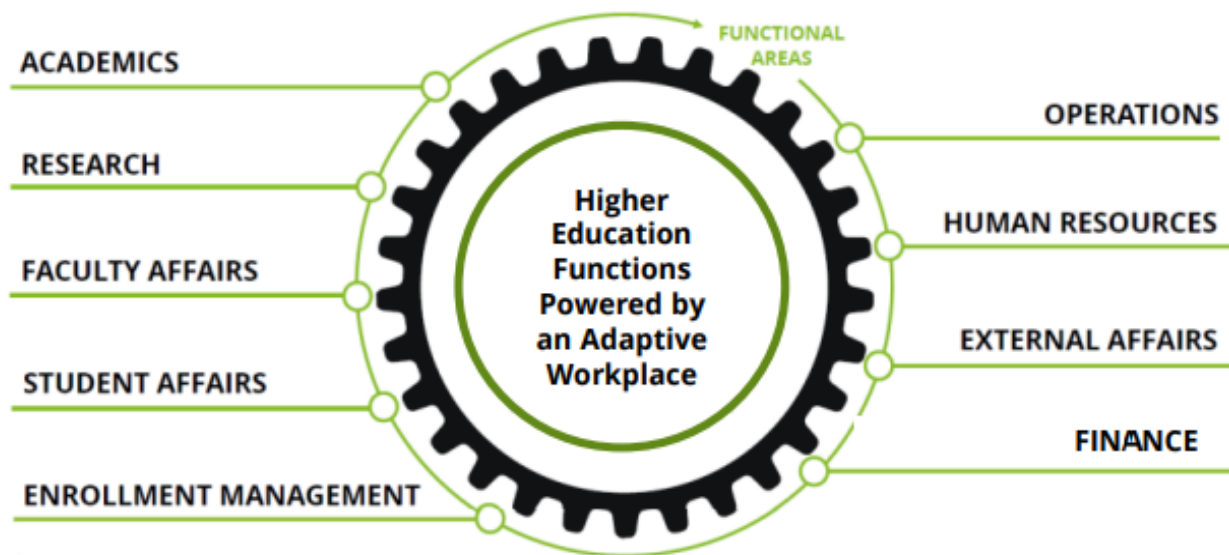 FUNCTIONAL
AREAS
ACADEMICS
RESEARCH
FACULTY AFFAIRS
STUDENT AFFAIRS
ENROLLMENT MANAGEMENT
Higher
Education
Functions
Powered by
an Adaptive
Workplace
OPERATIONS
HUMAN RESOURCES
EXTERNAL AFFAIRS
FINANCE